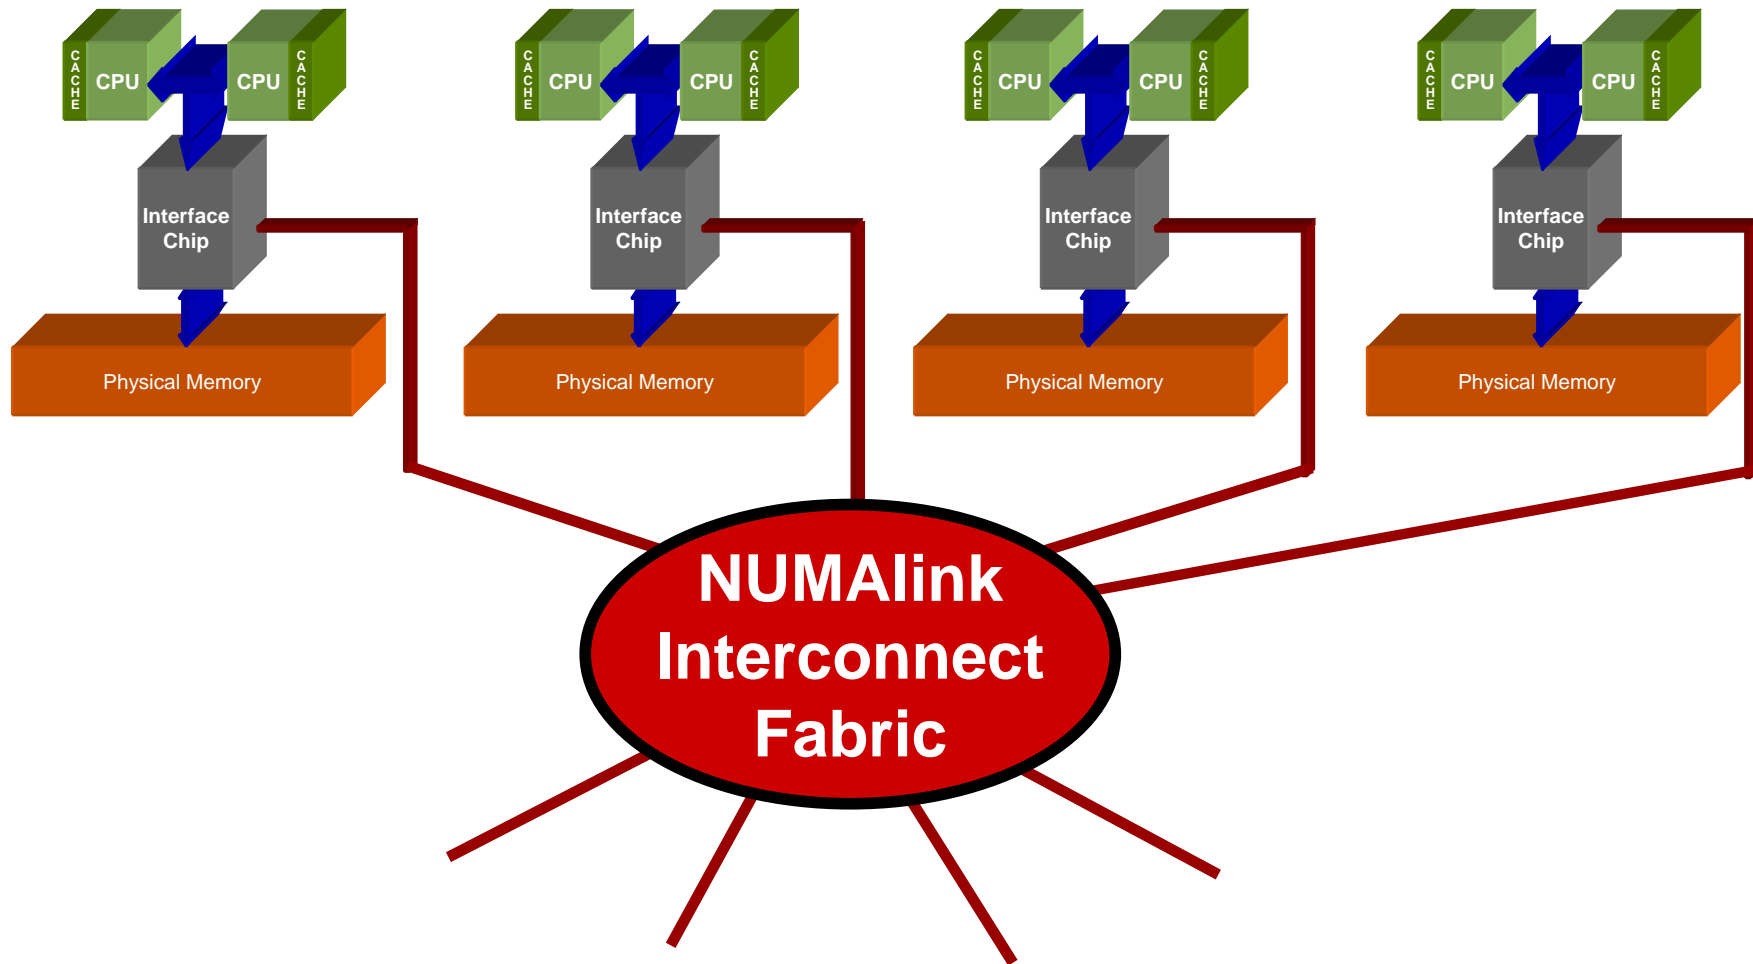 CACHE CPU CPU CACHE CACHE CPU CPU CACHE CACHE CPU CPU CACHE CACHE CPU CPU CACHE
Interface Interface Interface Interface
Chip Chip Chip Chip
Physical Memory Physical Memory Physical Memory Physical Memory
NUMAlink
Interconnect
Fabric